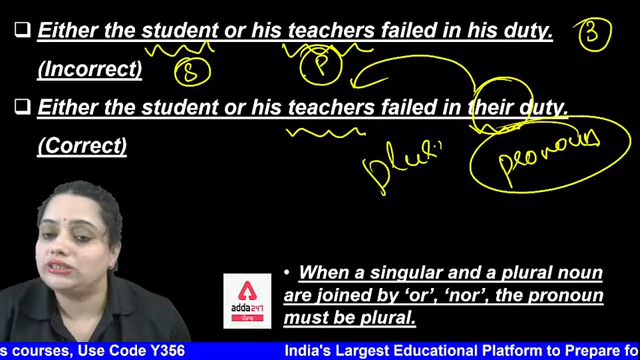 ❑ Either the student or his teachers failed in his duty. 3
(Incorrect) S P
❑ Either the student or his teachers failed in their duty.
(Correct)
pronoun
• When a singular and a plural noun
are joined by ‘or’, ‘nor’, the pronoun
must be plural.
adda247
ਪੰਜਾਬੀ
s courses, Use Code Y356 India's Largest Educational Platform to Prepare fo